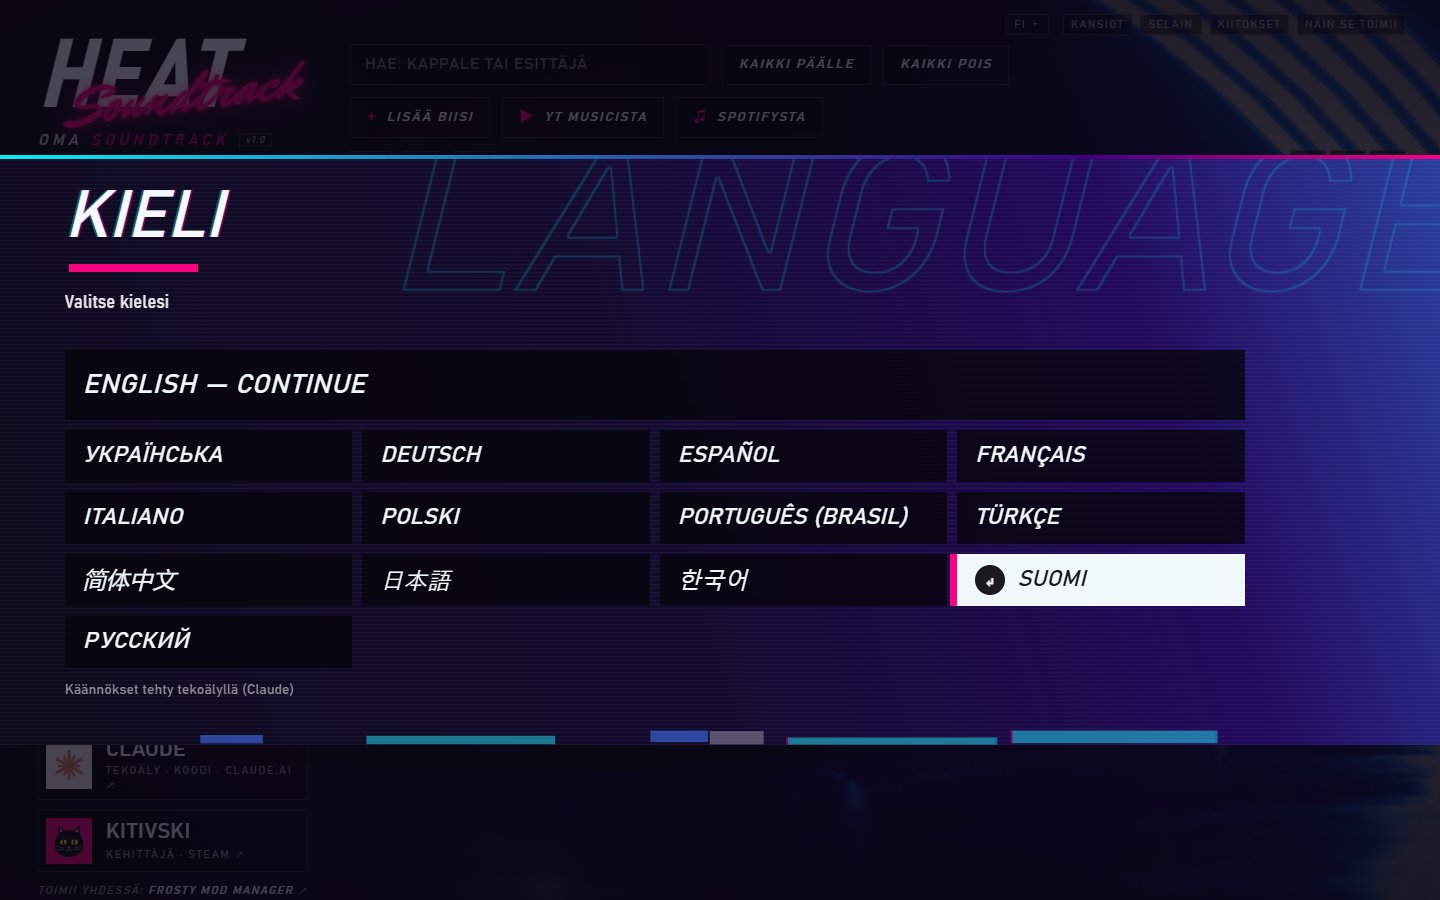 FI
KANSIOT
SELAIN
KIITOKSET
NÄIN SE TOIMII
HEAT
Soundtrack
OMA SOUNDTRACK v1.0
HAE: KAPPALE TAI ESITTÄJÄ
KAIKKI PÄÄLLE
KAIKKI POIS
+ LISÄÄ BIISI
YT MUSICISTA
SPOTIFYSTA
LANGUAGE
KIELI
Valitse kielesi
ENGLISH — CONTINUE
УКРАЇНСЬКА
DEUTSCH
ESPAÑOL
FRANÇAIS
ITALIANO
POLSKI
PORTUGUÊS (BRASIL)
TÜRKÇE
简体中文
日本語
한국어
SUOMI
РУССКИЙ
Käännökset tehty tekoälyllä (Claude)
CLAUDE
TEKOÄLY · KOODI · CLAUDE.AI ↗
KITIVSKI
KEHITTÄJÄ · STEAM ↗
TOIMII YHDESSÄ: FROSTY MOD MANAGER ↗